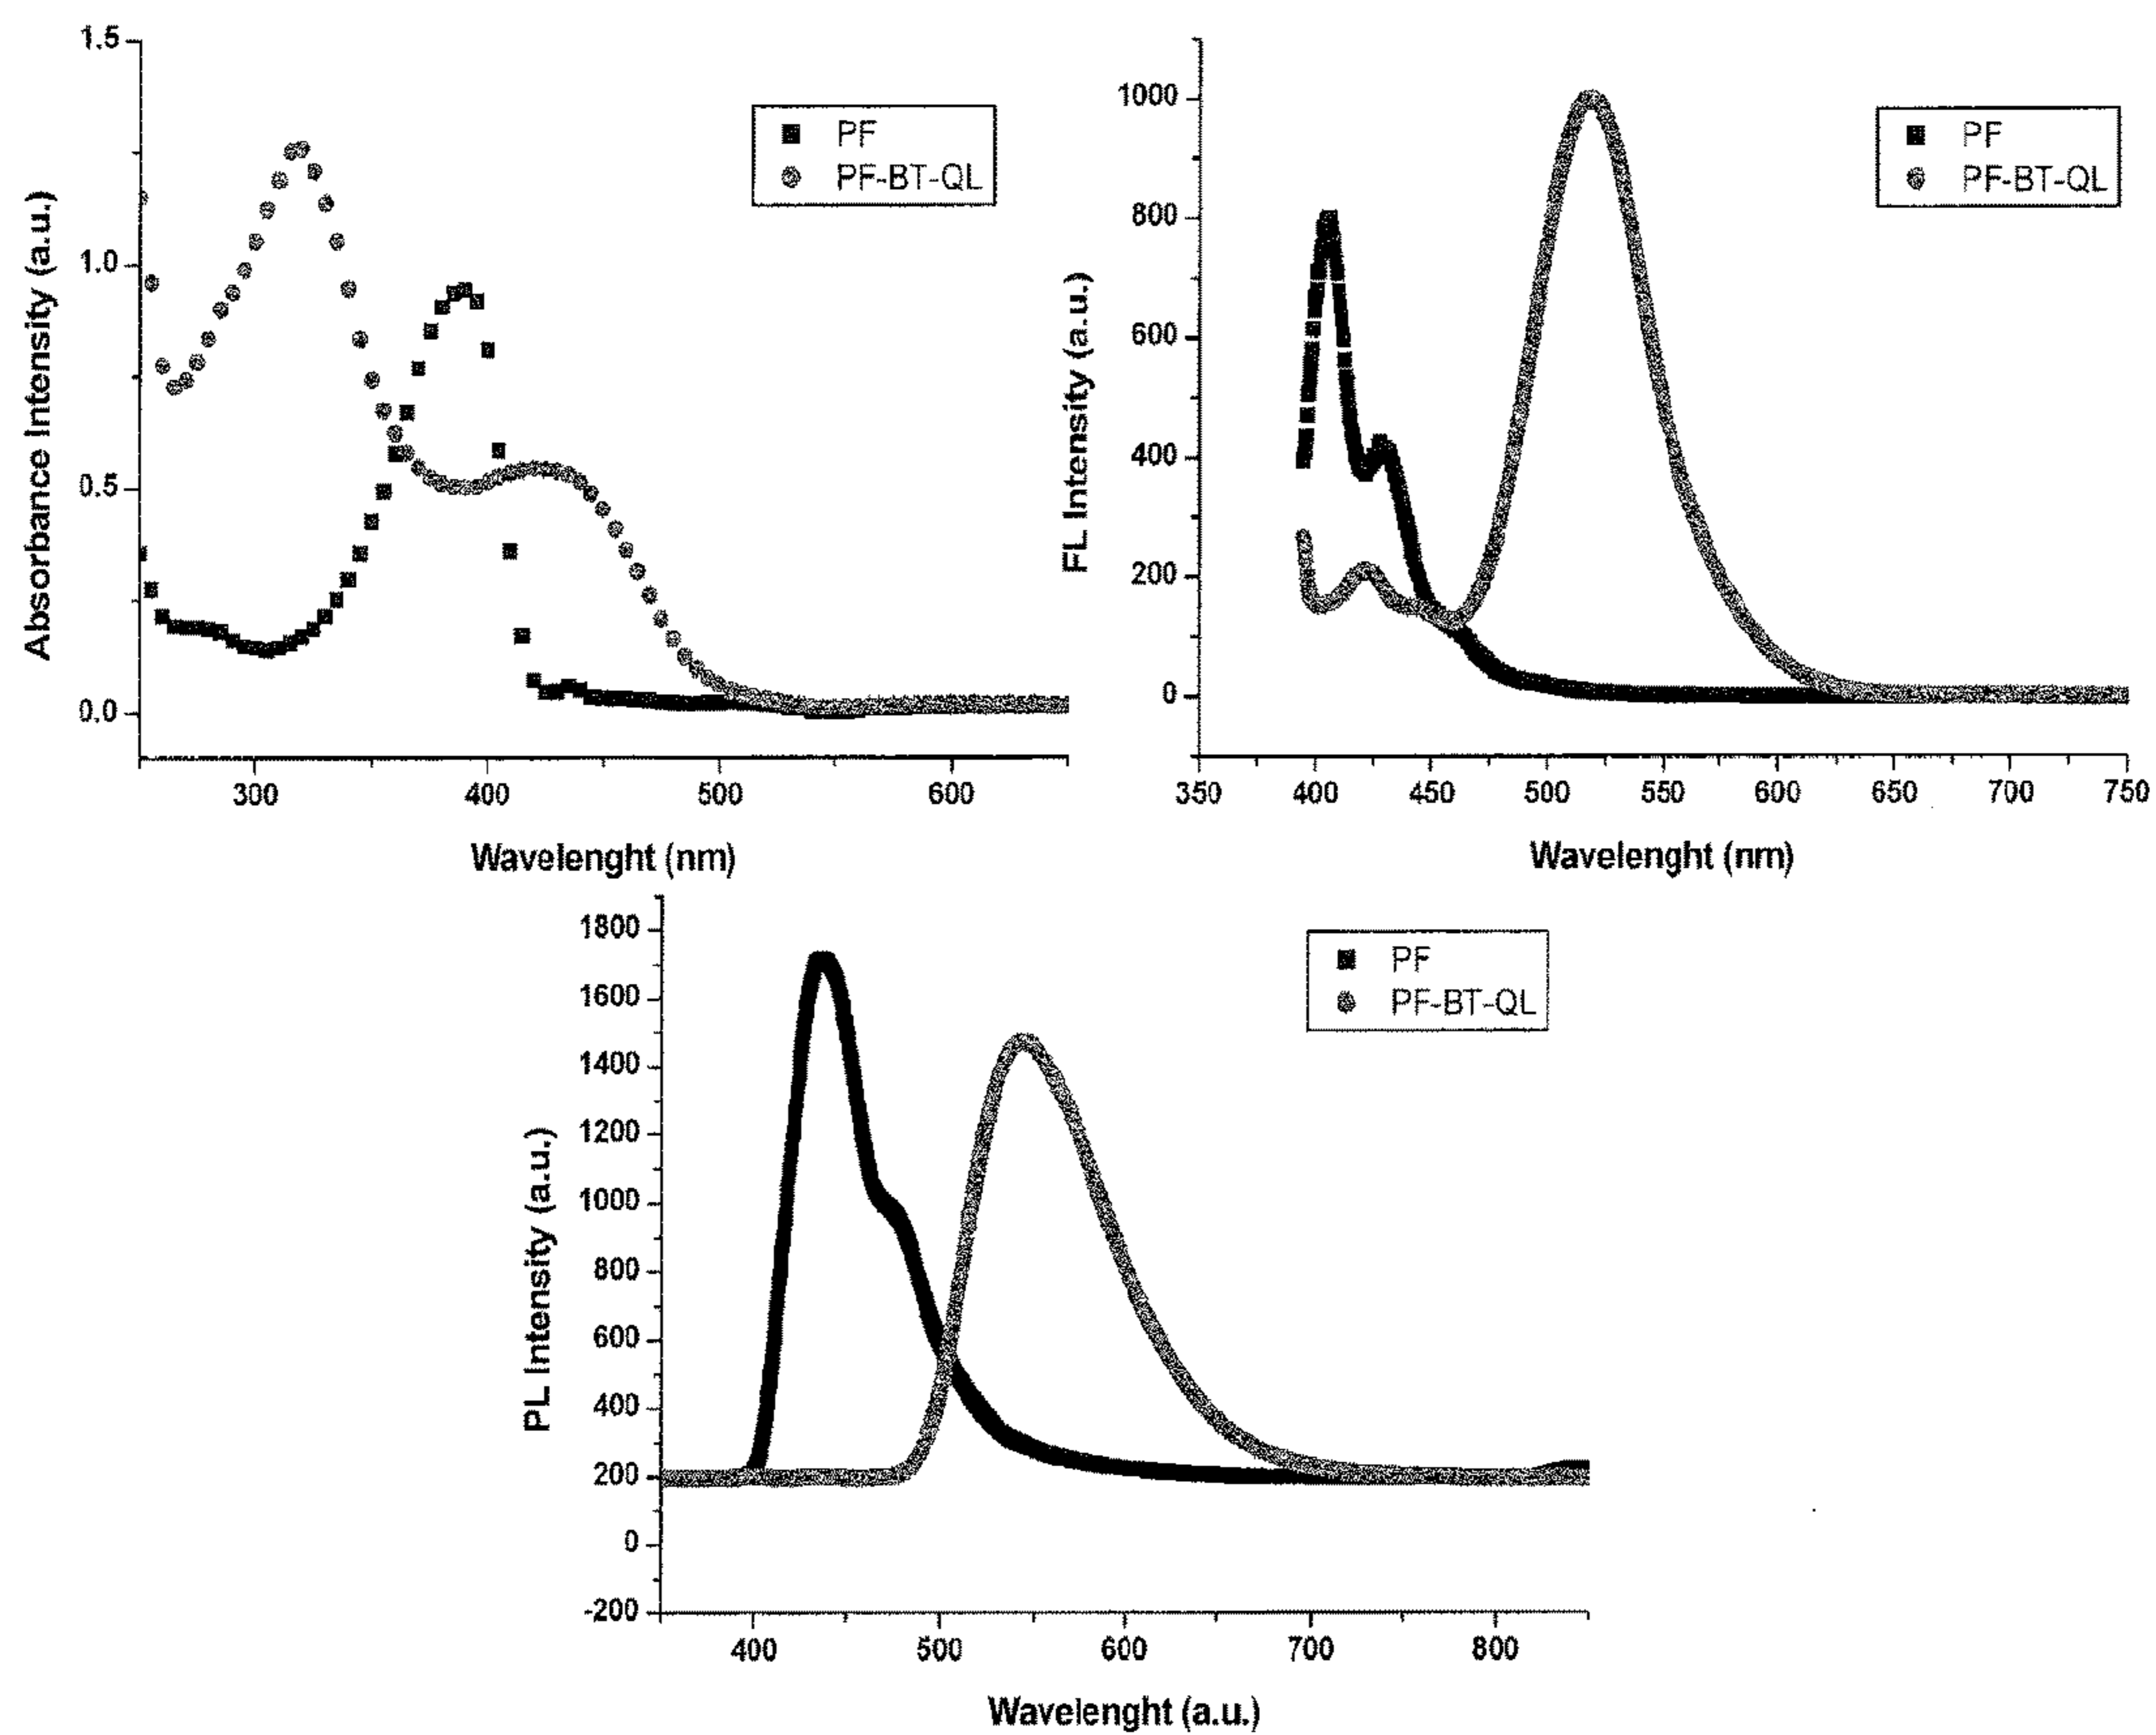 1.5
1.0
0.5
0.0
Absorbance Intensity (a.u.)
PF
PF-BT-QL
300 400 500 600
Wavelenght (nm)
1000
800
600
400
200
0
FL Intensity (a.u.)
PF
PF-BT-QL
350 400 450 500 550 600 650 700 750
Wavelenght (nm)
1800
1600
1400
1200
1000
800
600
400
200
0
-200
PL Intensity (a.u.)
PF
PF-BT-QL
400 500 600 700 800
Wavelenght (a.u.)